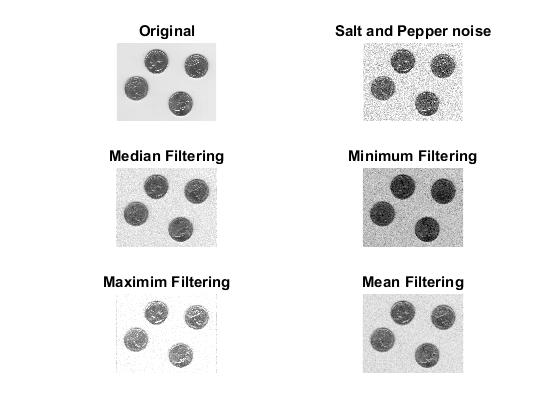 Original
Salt and Pepper noise
Median Filtering
Minimum Filtering
Maximim Filtering
Mean Filtering